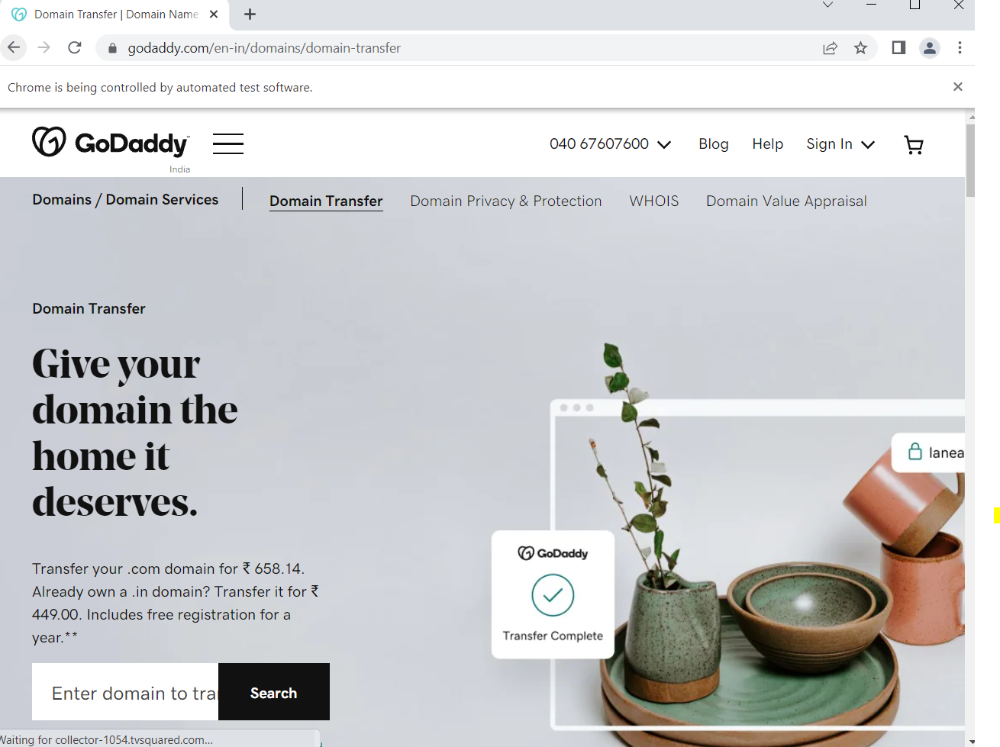 Domain Transfer | Domain Name
godaddy.com/en-in/domains/domain-transfer
Chrome is being controlled by automated test software.
GoDaddy™
India
040 67607600 Blog Help Sign In
Domains / Domain Services Domain Transfer Domain Privacy & Protection WHOIS Domain Value Appraisal
Domain Transfer
Give your
domain the
home it
deserves.
Transfer your .com domain for ₹ 658.14.
Already own a .in domain? Transfer it for ₹
449.00. Includes free registration for a
year.**
Enter domain to tra
Search
lanea
GoDaddy
Transfer Complete
Waiting for collector-1054.tvsquared.com...